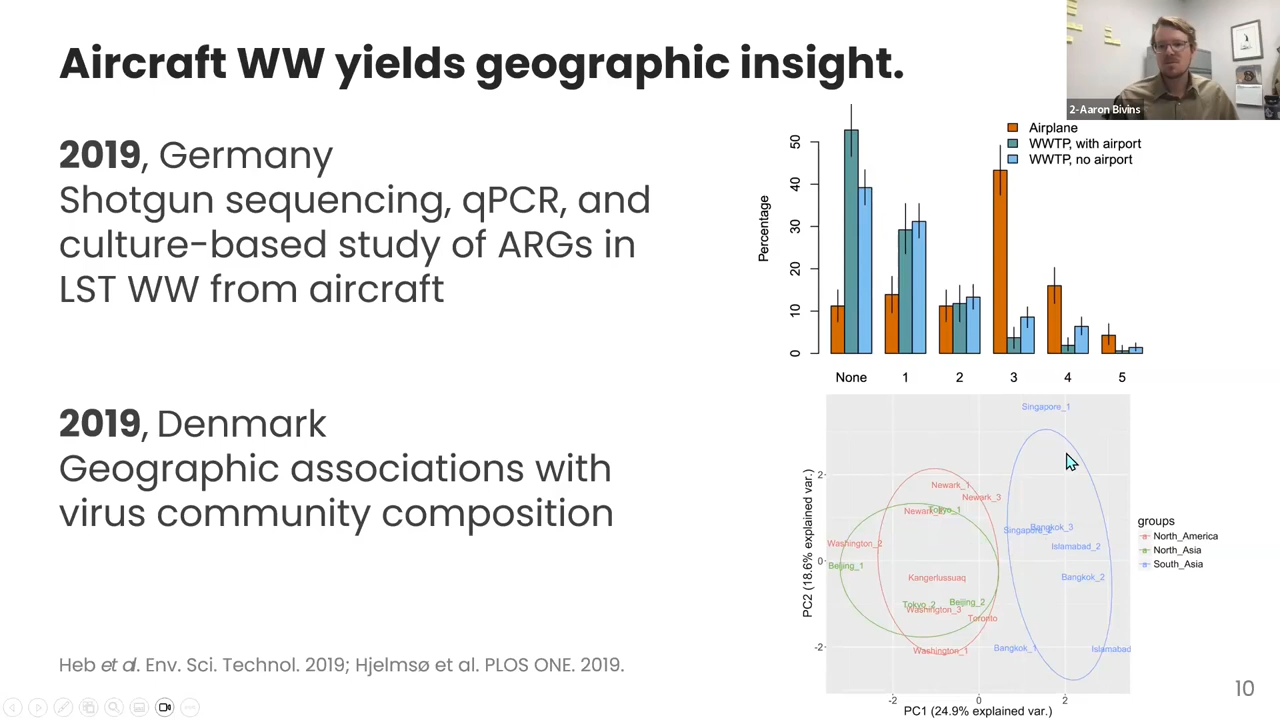 Aircraft WW yields geographic insight.
2-Aaron Bivins
2019, Germany
Shotgun sequencing, qPCR, and
culture-based study of ARGs in
LST WW from aircraft
2019, Denmark
Geographic associations with
virus community composition
Heß et al. Env. Sci. Technol. 2019; Hjelmsø et al. PLOS ONE. 2019.
10
Airplane
WWTP, with airport
WWTP, no airport
Percentage
50
40
30
20
10
0
None 1 2 3 4 5
Singapore_1
Newark_1
Newark_3
Tokyo_1
Bangkok_3
Washington_2
Islamabad_2
Beijing_1
Kangerlussuaq
Bangkok_2
Tokyo_2
Beijing_2
Washington_3
Toronto
Washington_1
Bangkok_1
Islamabad
PC2 (18.6% explained var.)
2
0
-2
-2 0 2
PC1 (24.9% explained var.)
groups
a North_America
a North_Asia
a South_Asia